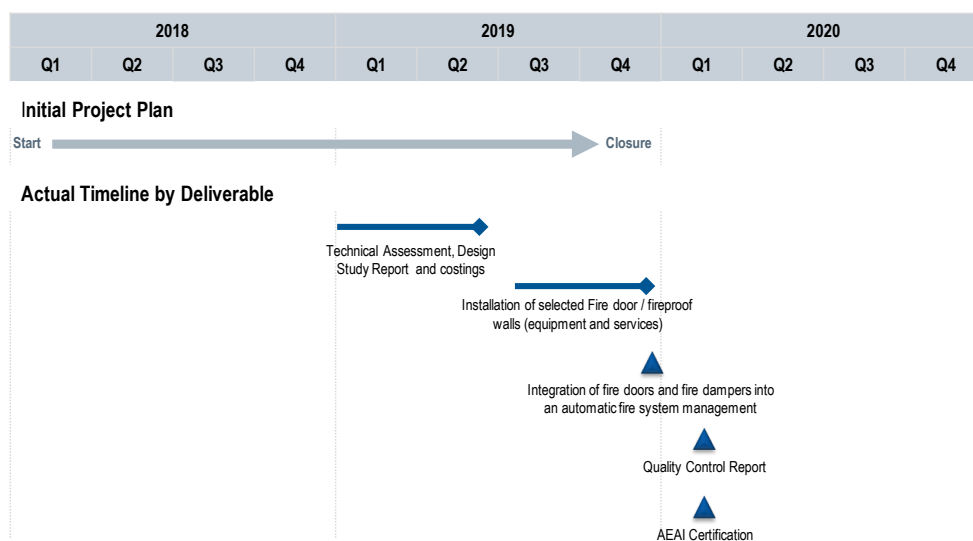 2018 2019 2020
Q1 Q2 Q3 Q4 Q1 Q2 Q3 Q4 Q1 Q2 Q3 Q4
Initial Project Plan
Start Closure
Actual Timeline by Deliverable
Technical Assessment, Design
Study Report and costings
Installation of selected Fire door / fireproof
walls (equipment and services)
Integration of fire doors and fire dampers into
an automatic fire system management
Quality Control Report
AEAI Certification